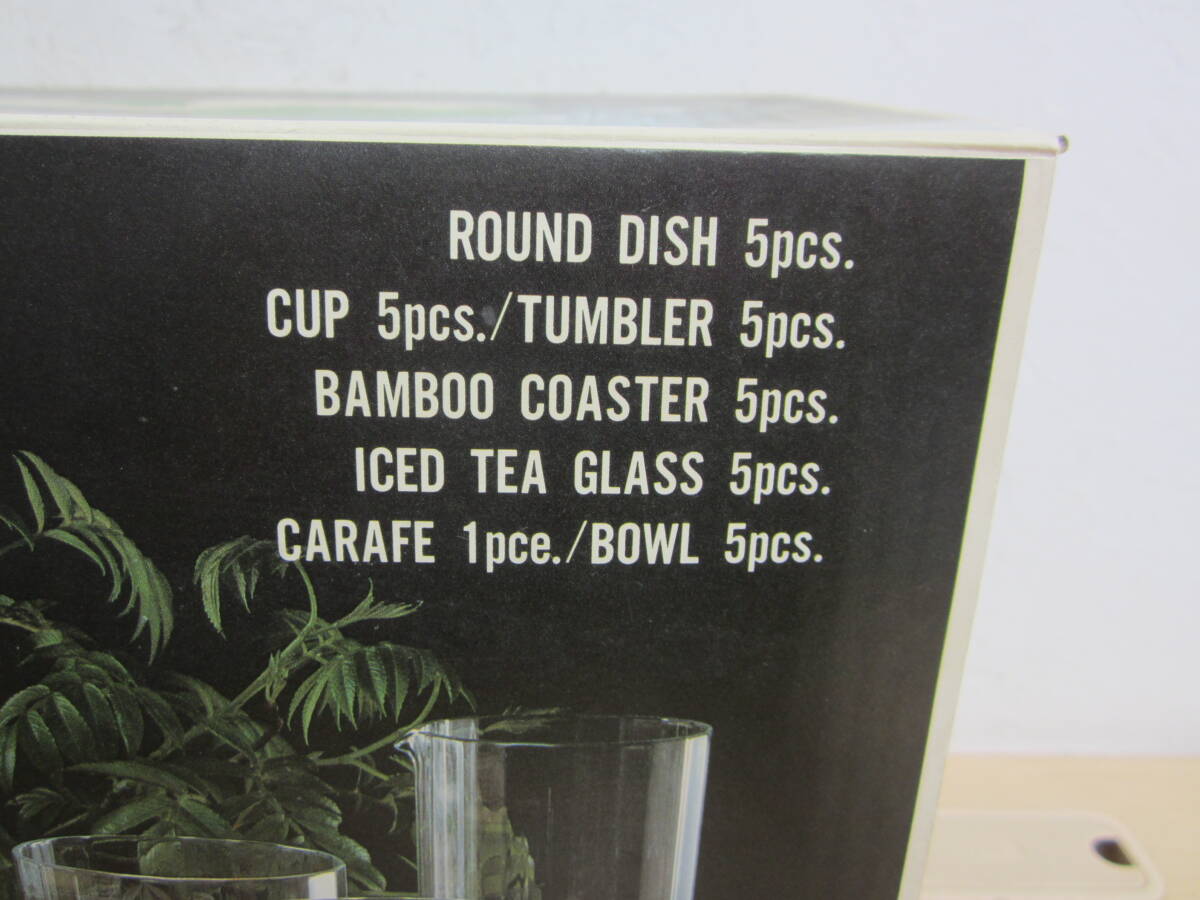 ROUND DISH 5pcs.
CUP 5pcs./TUMBLER 5pcs.
BAMBOO COASTER 5pcs.
ICED TEA GLASS 5pcs.
CARAFE 1pce./BOWL 5pcs.